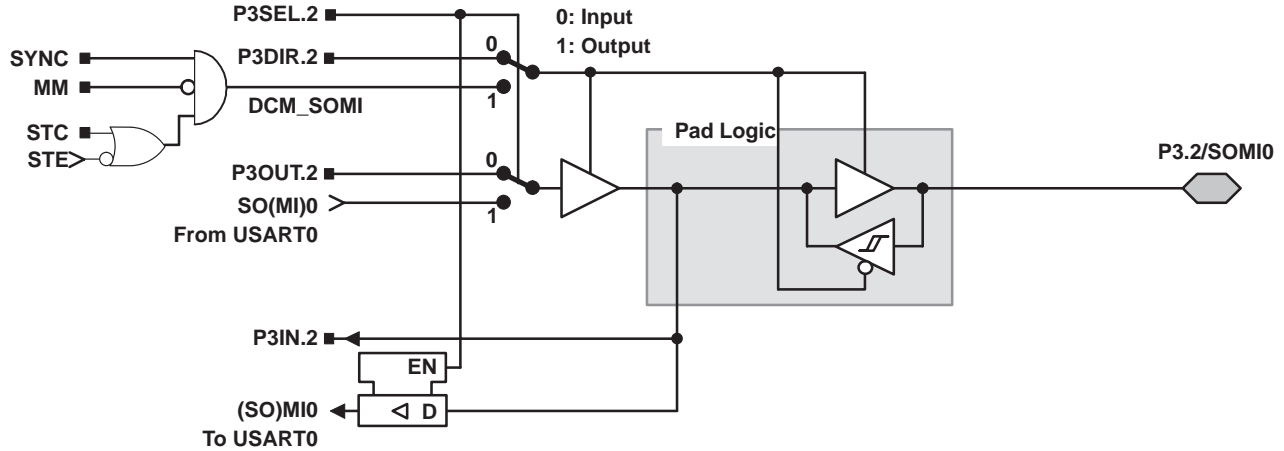 P3SEL.2
0: Input
1: Output
SYNC
P3DIR.2
0
MM
1
DCM_SOMI
STC
STE
Pad Logic
P3.2/SOMI0
P3OUT.2
0
SO(MI)0
1
From USART0
P3IN.2
EN
(SO)MI0
D
To USART0